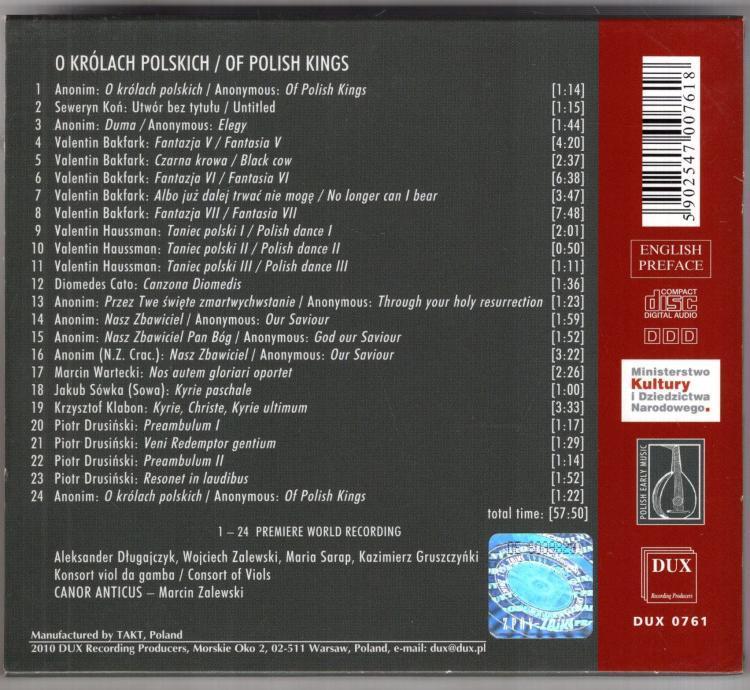 O KRÓLACH POLSKICH / OF POLISH KINGS
1 Anonim: O królach polskich / Anonymous: Of Polish Kings [1:14]
2 Seweryn Koń: Utwór bez tytułu / Untitled [1:15]
3 Anonim: Duma / Anonymous: Elegy [1:44]
4 Valentin Bakfark: Fantazja V / Fantasia V [4:20]
5 Valentin Bakfark: Czarna krowa / Black cow [2:37]
6 Valentin Bakfark: Fantazja VI / Fantasia VI [6:38]
7 Valentin Bakfark: Albo już dalej trwać nie mogę / No longer can I bear [3:47]
8 Valentin Bakfark: Fantazja VII / Fantasia VII [7:48]
9 Valentin Haussman: Taniec polski I / Polish dance I [2:01]
10 Valentin Haussman: Taniec polski II / Polish dance II [0:50]
11 Valentin Haussman: Taniec polski III / Polish dance III [1:11]
12 Diomedes Cato: Canzona Diomedis [1:36]
13 Anonim: Przez Twe święte zmartwychwstanie / Anonymous: Through your holy resurrection [1:23]
14 Anonim: Nasz Zbawiciel / Anonymous: Our Saviour [1:59]
15 Anonim: Nasz Zbawiciel Pan Bóg / Anonymous: God our Saviour [1:52]
16 Anonim (N.Z. Crac.): Nasz Zbawiciel / Anonymous: Our Saviour [3:22]
17 Marcin Wartecki: Nos autem gloriari oportet [2:26]
18 Jakub Sówka (Sowa): Kyrie paschale [1:00]
19 Krzysztof Klabon: Kyrie, Christe, Kyrie ultimum [3:33]
20 Piotr Drusiński: Preambulum I [1:17]
21 Piotr Drusiński: Veni Redemptor gentium [1:29]
22 Piotr Drusiński: Preambulum II [1:14]
23 Piotr Drusiński: Resonet in laudibus [1:52]
24 Anonim: O królach polskich / Anonymous: Of Polish Kings [1:22]
total time: [57:50]
1 – 24 PREMIERE WORLD RECORDING
Aleksander Długajczyk, Wojciech Zalewski, Maria Sarap, Kazimierz Gruszczyński
Konsort viol da gamba / Consort of Viols
CANOR ANTICUS – Marcin Zalewski
Manufactured by TAKT, Poland
2010 DUX Recording Producers, Morskie Oko 2, 02-511 Warsaw, Poland, e-mail: dux@dux.pl
5 902547 007618
ENGLISH
PREFACE
COMPACT
disc
DIGITAL AUDIO
DDD
Ministerstwo
Kultury
i Dziedzictwa
Narodowego.
POLISH EARLY MUSIC
DUX
Recording Producers
DUX 0761